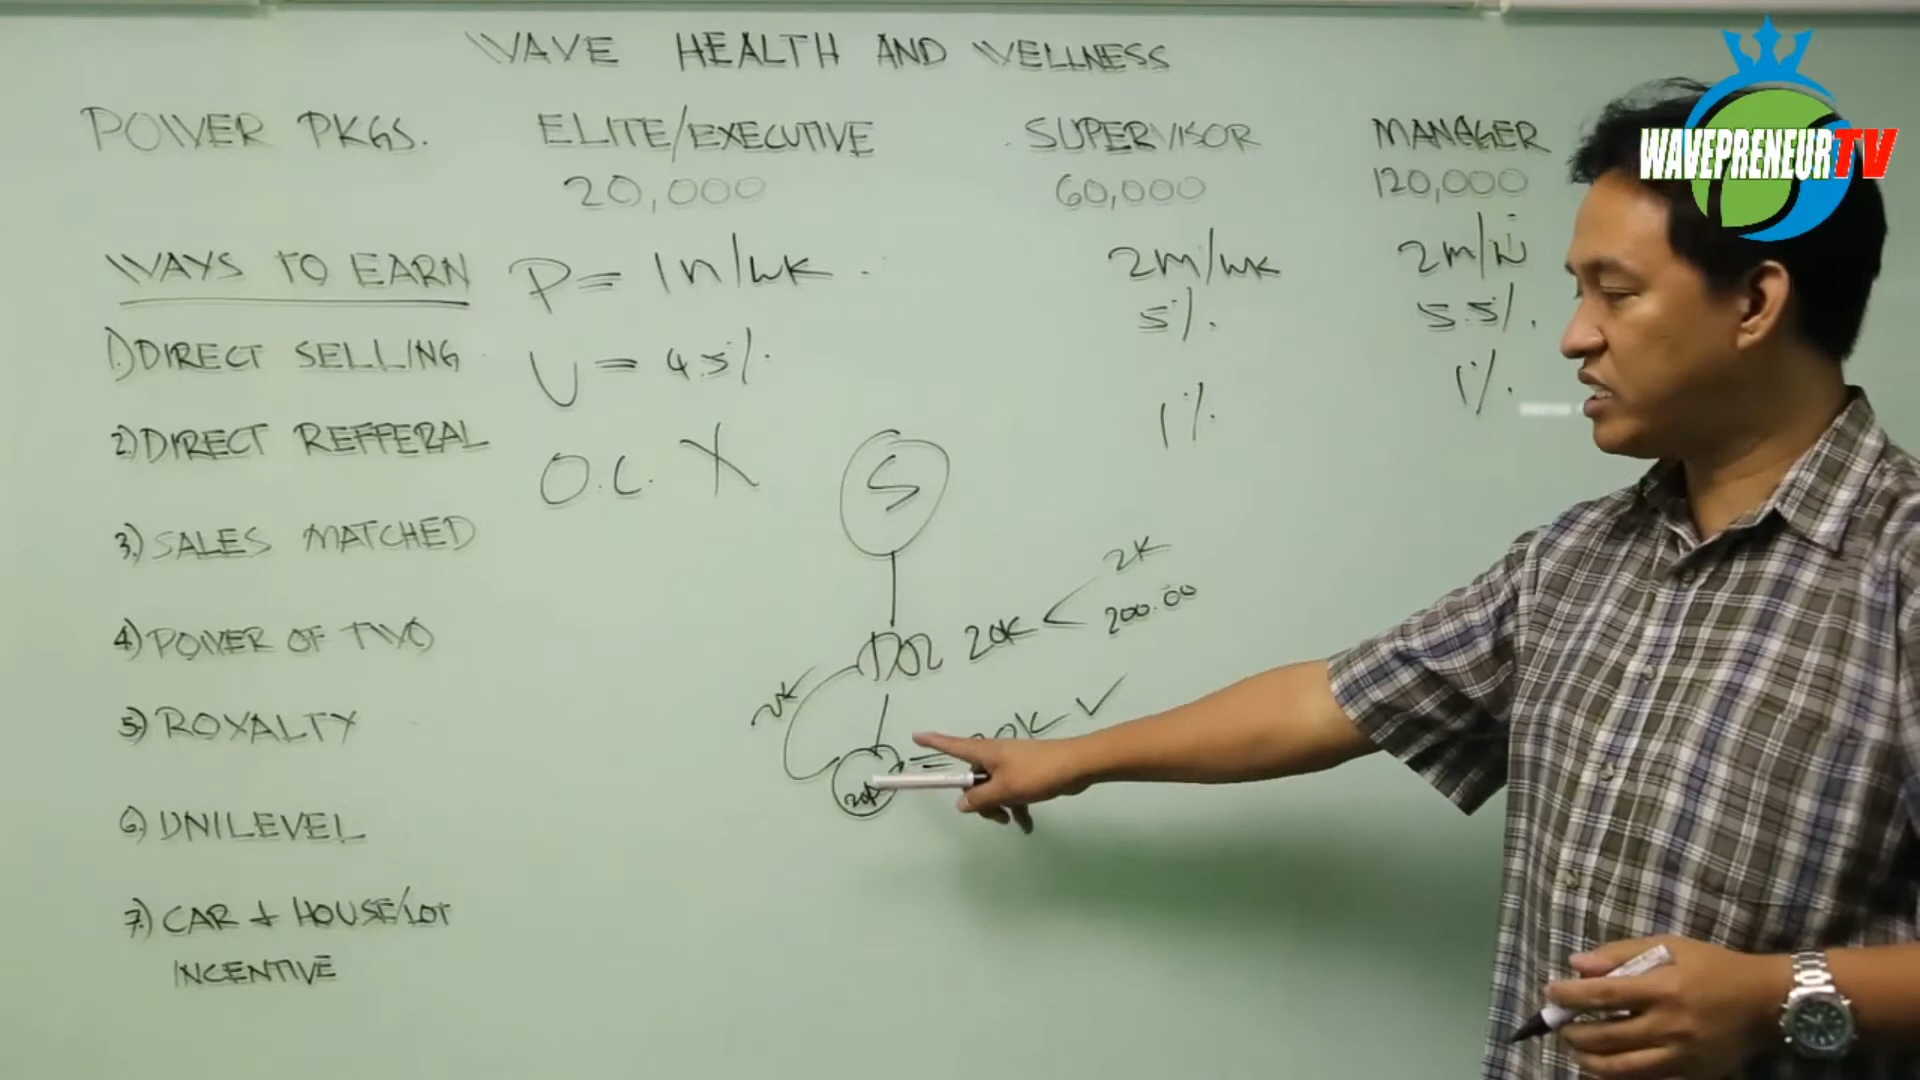 WAVE HEALTH AND WELLNESS
WAVEPRENEUR TV
POWER PKGS. ELITE/EXECUTIVE SUPERVISOR MANAGER
20,000 60,000 120,000
WAYS TO EARN P = 1n/wk 2m/wk 2m/w
5% 5.5%
1) DIRECT SELLING U = 4.5% 1% 1%
2) DIRECT REFFERAL O.C. X S
3.) SALES MATCHED 2K
200.00
4) POWER OF TWO 20K
2K
5) ROYALTY
20K
6) UNILEVEL
7.) CAR + HOUSE/LOT
INCENTIVE